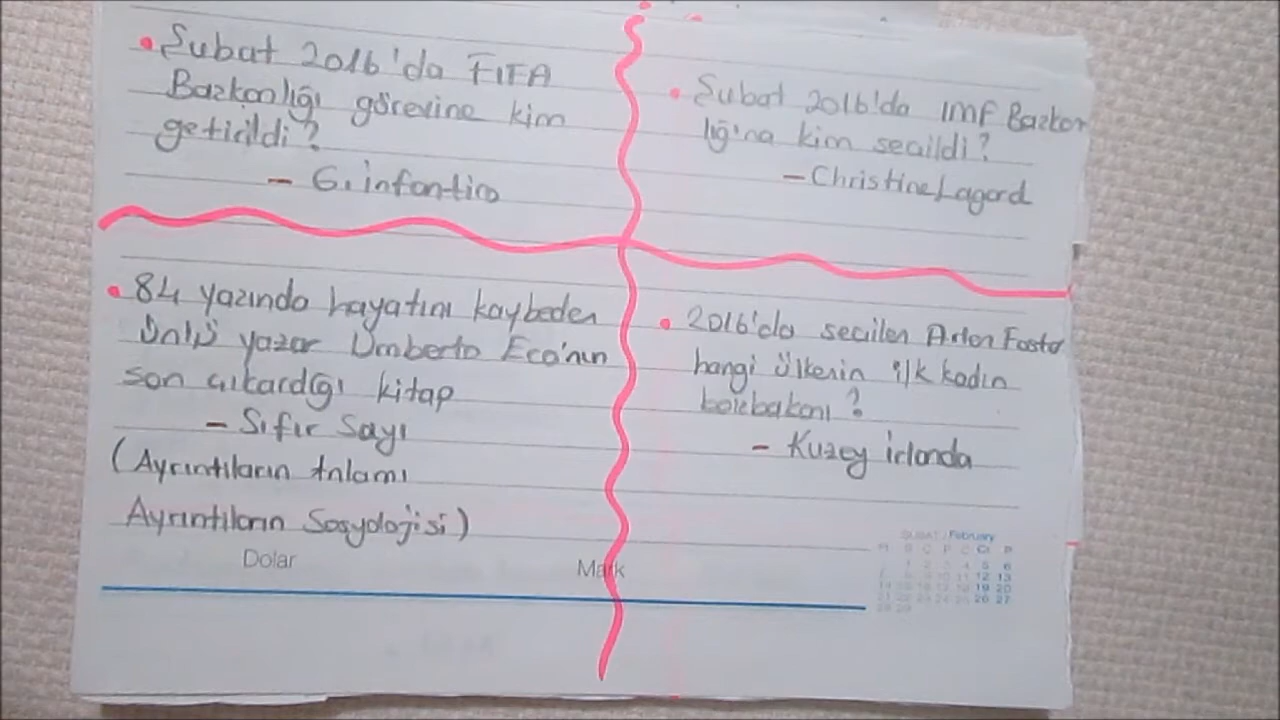 • Şubat 2016'da FIFA
Başkanlığı görevine kim
getirildi?
- G. infantino
• Şubat 2016'da IMF Başkan
lığına kim seçildi?
- Christine Lagard
• 84 yaşında hayatını kaybeden
Ünlü yazar Umberto Eco'nun
son çıkardığı kitap
- Sıfır Sayı
(Ayrıntıların Anlamı
Ayrıntıların Sosyolojisi)
• 2016'da seçilen Arlen Foster
hangi ülkenin ilk kadın
başbakanı?
- Kuzey irlanda
Dolar
Mark
ŞUBAT / February